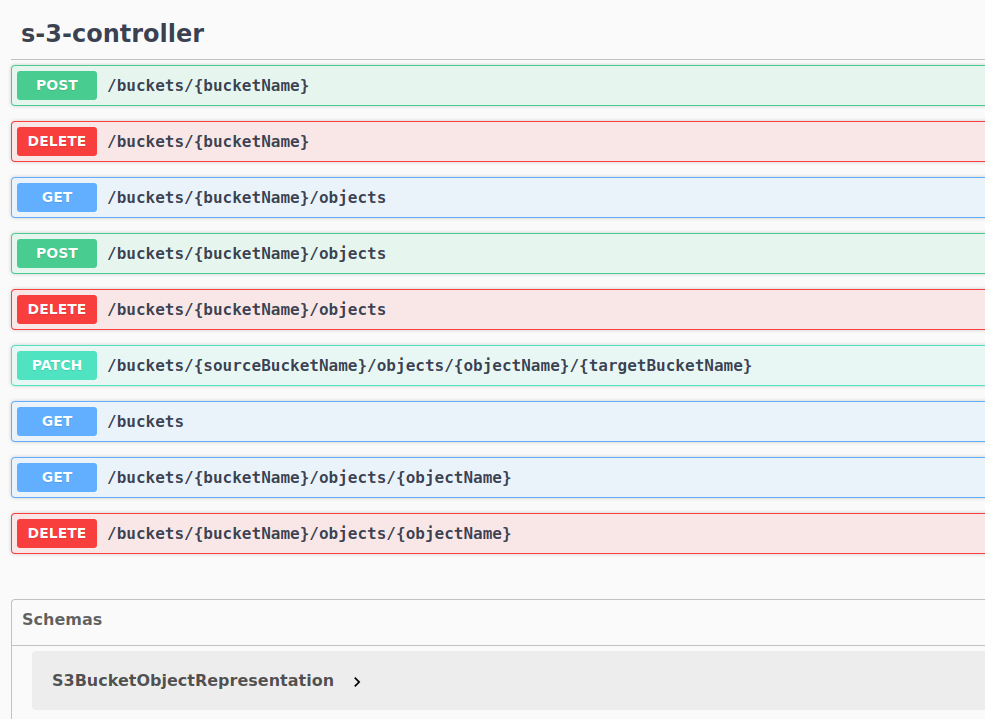 s-3-controller
POST /buckets/{bucketName}
DELETE /buckets/{bucketName}
GET /buckets/{bucketName}/objects
POST /buckets/{bucketName}/objects
DELETE /buckets/{bucketName}/objects
PATCH /buckets/{sourceBucketName}/objects/{objectName}/{targetBucketName}
GET /buckets
GET /buckets/{bucketName}/objects/{objectName}
DELETE /buckets/{bucketName}/objects/{objectName}
Schemas
S3BucketObjectRepresentation